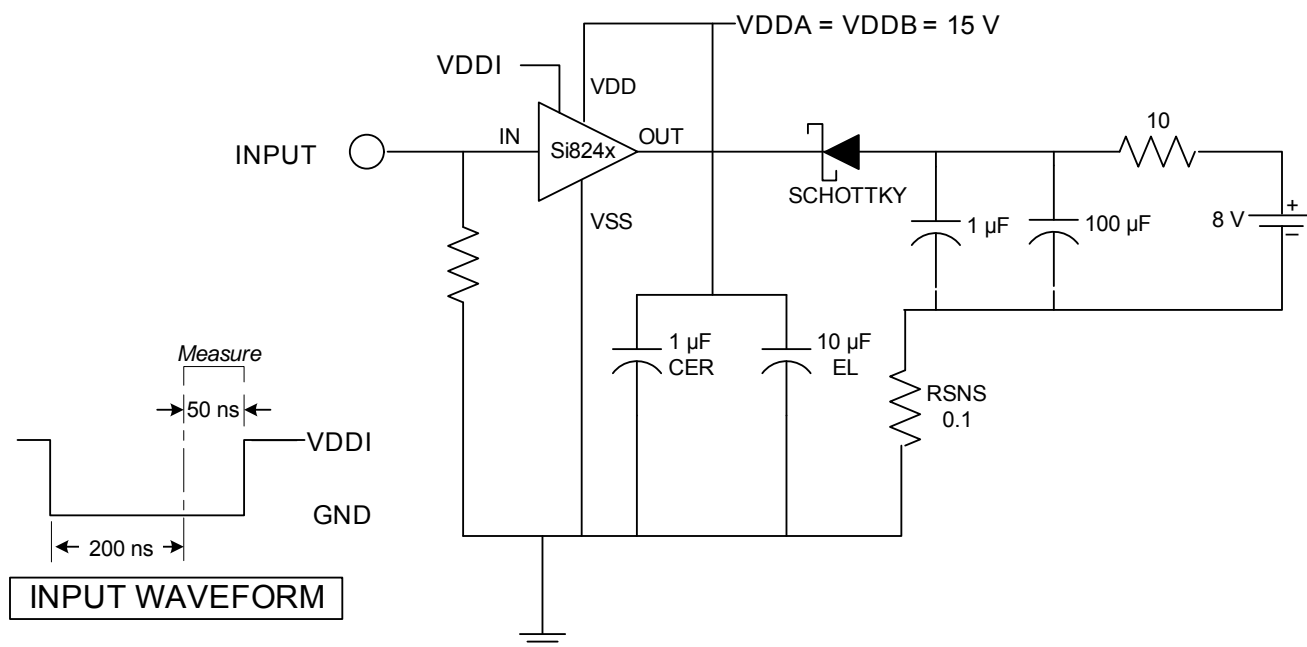 VDDA = VDDB = 15 V
VDDI
VDD
10
INPUT
IN
Si824x
OUT
SCHOTTKY
1 µF
100 µF
8 V
+
−
VSS
1 µF
CER
10 µF
EL
RSNS
0.1
Measure
50 ns
VDDI
GND
200 ns
INPUT WAVEFORM